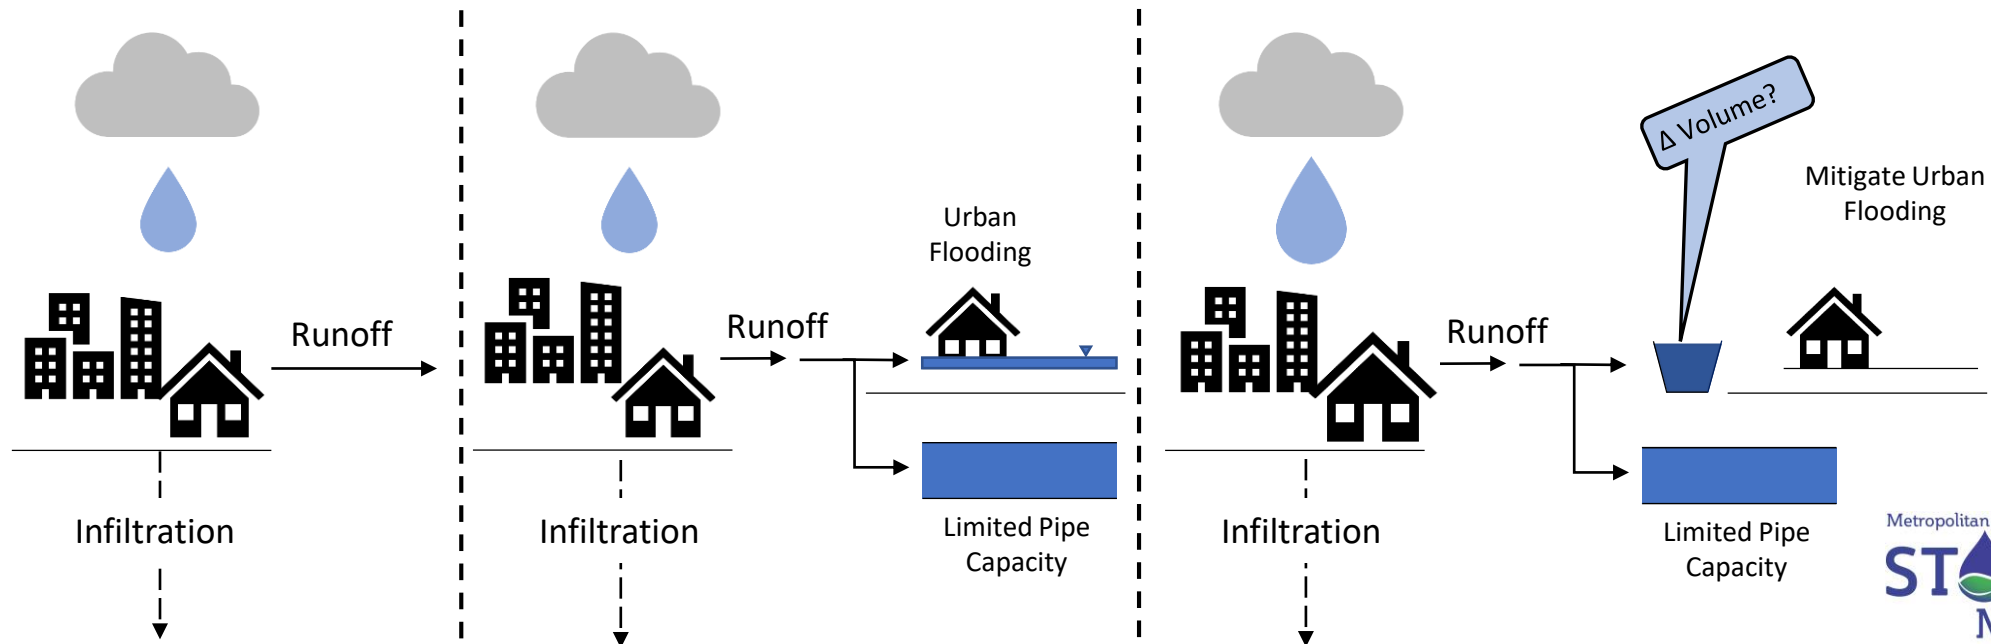 Runoff
Infiltration
Urban
Flooding
Runoff
Infiltration
Limited Pipe
Capacity
Δ Volume?
Mitigate Urban
Flooding
Runoff
Infiltration
Limited Pipe
Capacity
Metropolitan
ST